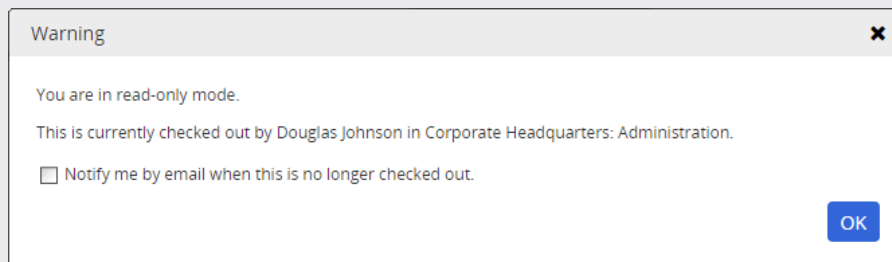 Warning
You are in read-only mode.
This is currently checked out by Douglas Johnson in Corporate Headquarters: Administration.
Notify me by email when this is no longer checked out.
OK